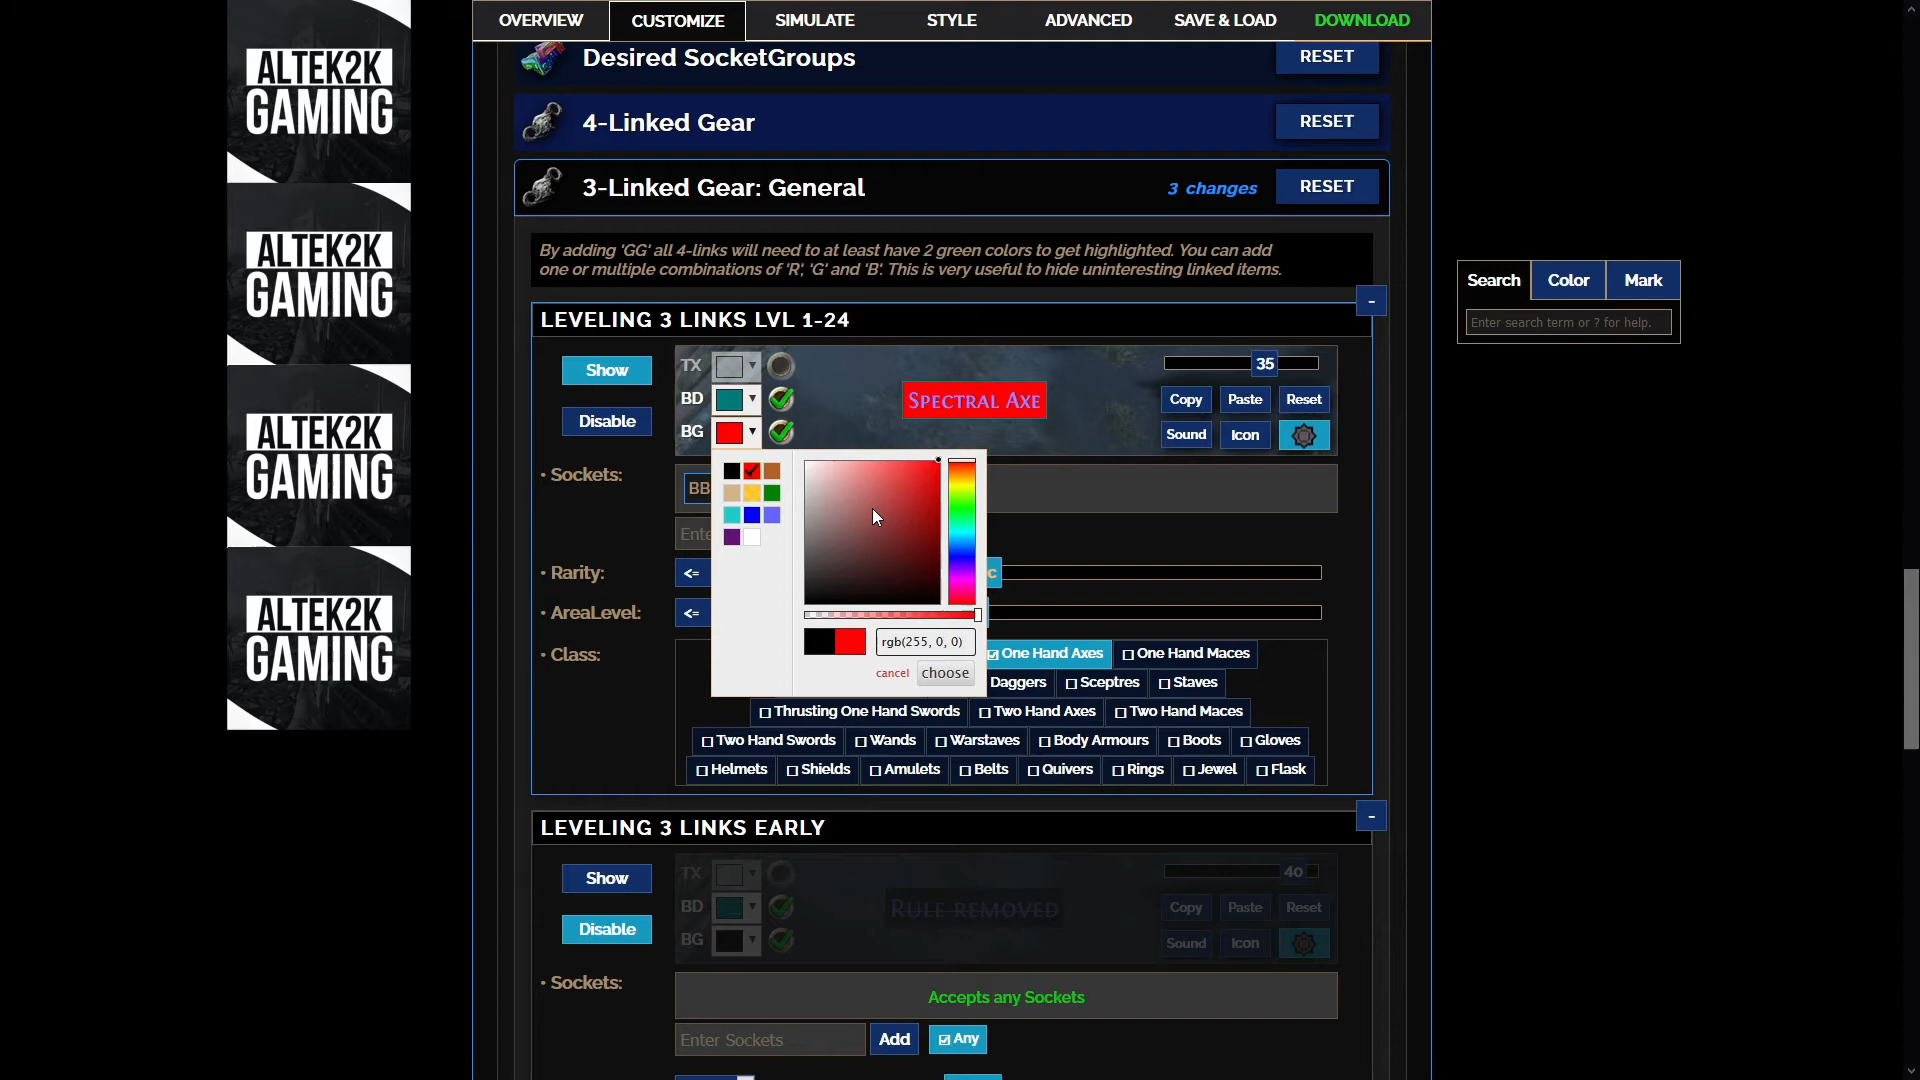 OVERVIEW CUSTOMIZE SIMULATE STYLE ADVANCED SAVE & LOAD DOWNLOAD
ALTEK2K
GAMING
ALTEK2K
GAMING
ALTEK2K
GAMING
ALTEK2K
GAMING
Desired SocketGroups RESET
4-Linked Gear RESET
3-Linked Gear: General 3 changes RESET
By adding 'GG' all 4-links will need to at least have 2 green colors to get highlighted. You can add
one or multiple combinations of 'R', 'G' and 'B'. This is very useful to hide uninteresting linked items.
-
LEVELING 3 LINKS LVL 1-24
Show TX 35
BD Spectral Axe Copy Paste Reset
Disable BG Sound Icon
• Sockets: BB
Ente
• Rarity: <= c
• AreaLevel: <=
rgb(255, 0, 0)
cancel choose
• Class: One Hand Axes One Hand Maces
Daggers Sceptres Staves
Thrusting One Hand Swords Two Hand Axes Two Hand Maces
Two Hand Swords Wands Warstaves Body Armours Boots Gloves
Helmets Shields Amulets Belts Quivers Rings Jewel Flask
-
LEVELING 3 LINKS EARLY
Show TX 40
BD Rule removed Copy Paste Reset
Disable BG Sound Icon
• Sockets: Accepts any Sockets
Enter Sockets Add Any
Search Color Mark
Enter search term or ? for help.